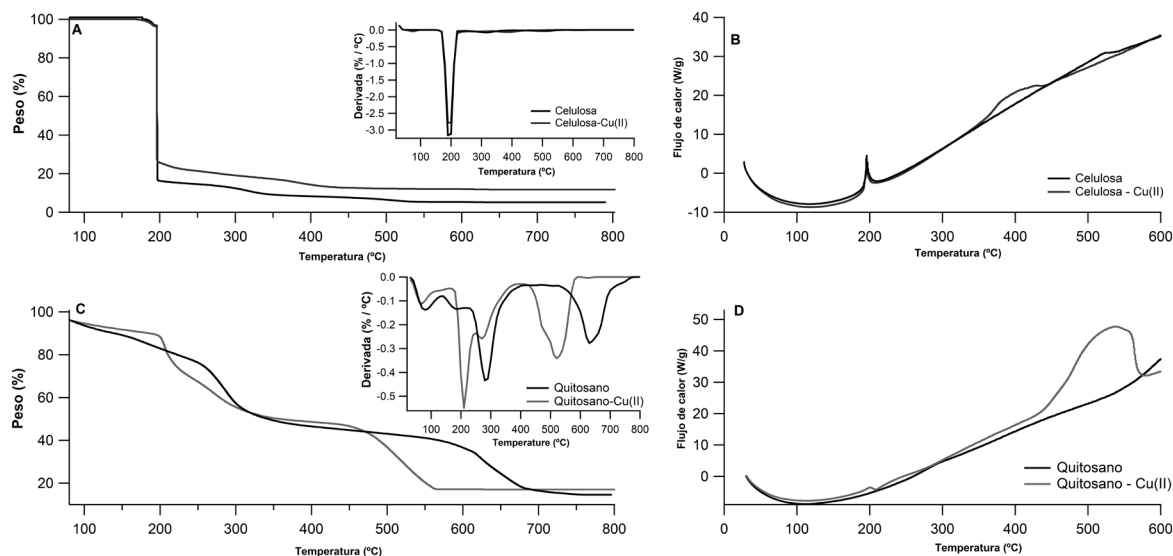 A
Peso (%)
100
80
60
40
20
0
100 200 300 400 500 600 700 800
Temperatura (ºC)
Derivada (% / ºC)
0.0
-0.5
-1.0
-1.5
-2.0
-2.5
-3.0
Celulosa
Celulosa-Cu(II)
100 200 300 400 500 600 700 800
Temperatura (ºC)
B
Flujo de calor (W/g)
40
30
20
10
0
-10
Celulosa
Celulosa - Cu(II)
100 200 300 400 500 600
Temperatura (ºC)
C
Peso (%)
100
80
60
40
20
100 200 300 400 500 600 700 800
Temperatura (ºC)
Derivada (% / ºC)
0.0
-0.1
-0.2
-0.3
-0.4
-0.5
Quitosano
Quitosano-Cu(II)
100 200 300 400 500 600 700 800
Temperature (ºC)
D
Flujo de calor (W/g)
50
40
30
20
10
0
Quitosano
Quitosano - Cu(II)
100 200 300 400 500 600
Temperatura (ºC)